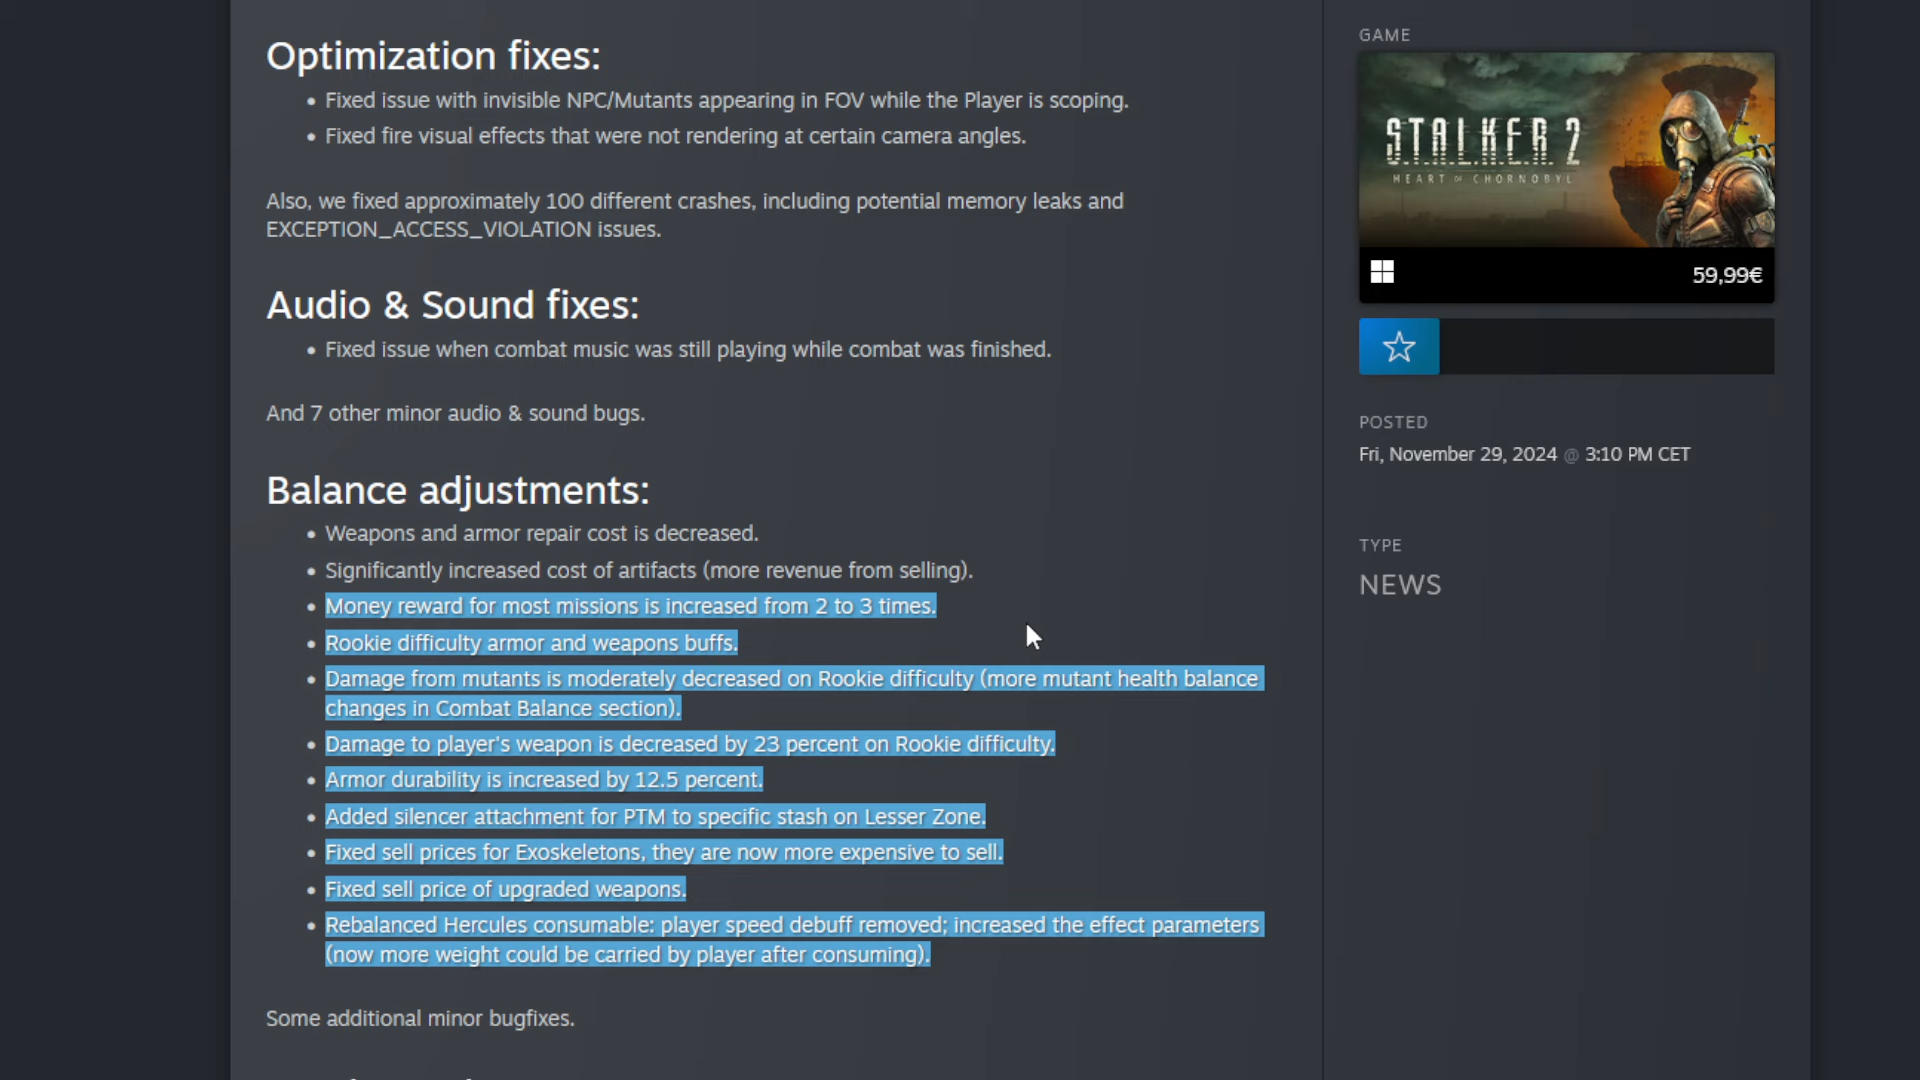 Optimization fixes:
• Fixed issue with invisible NPC/Mutants appearing in FOV while the Player is scoping.
• Fixed fire visual effects that were not rendering at certain camera angles.
Also, we fixed approximately 100 different crashes, including potential memory leaks and
EXCEPTION_ACCESS_VIOLATION issues.
Audio & Sound fixes:
• Fixed issue when combat music was still playing while combat was finished.
And 7 other minor audio & sound bugs.
Balance adjustments:
• Weapons and armor repair cost is decreased.
• Significantly increased cost of artifacts (more revenue from selling).
• Money reward for most missions is increased from 2 to 3 times.
• Rookie difficulty armor and weapons buffs.
• Damage from mutants is moderately decreased on Rookie difficulty (more mutant health balance
changes in Combat Balance section).
• Damage to player's weapon is decreased by 23 percent on Rookie difficulty.
• Armor durability is increased by 12.5 percent.
• Added silencer attachment for PTM to specific stash on Lesser Zone.
• Fixed sell prices for Exoskeletons, they are now more expensive to sell.
• Fixed sell price of upgraded weapons.
• Rebalanced Hercules consumable: player speed debuff removed; increased the effect parameters
(now more weight could be carried by player after consuming).
Some additional minor bugfixes.
GAME
S.T.A.L.K.E.R. 2
HEART OF CHORNOBYL
59,99€
POSTED
Fri, November 29, 2024 @ 3:10 PM CET
TYPE
NEWS